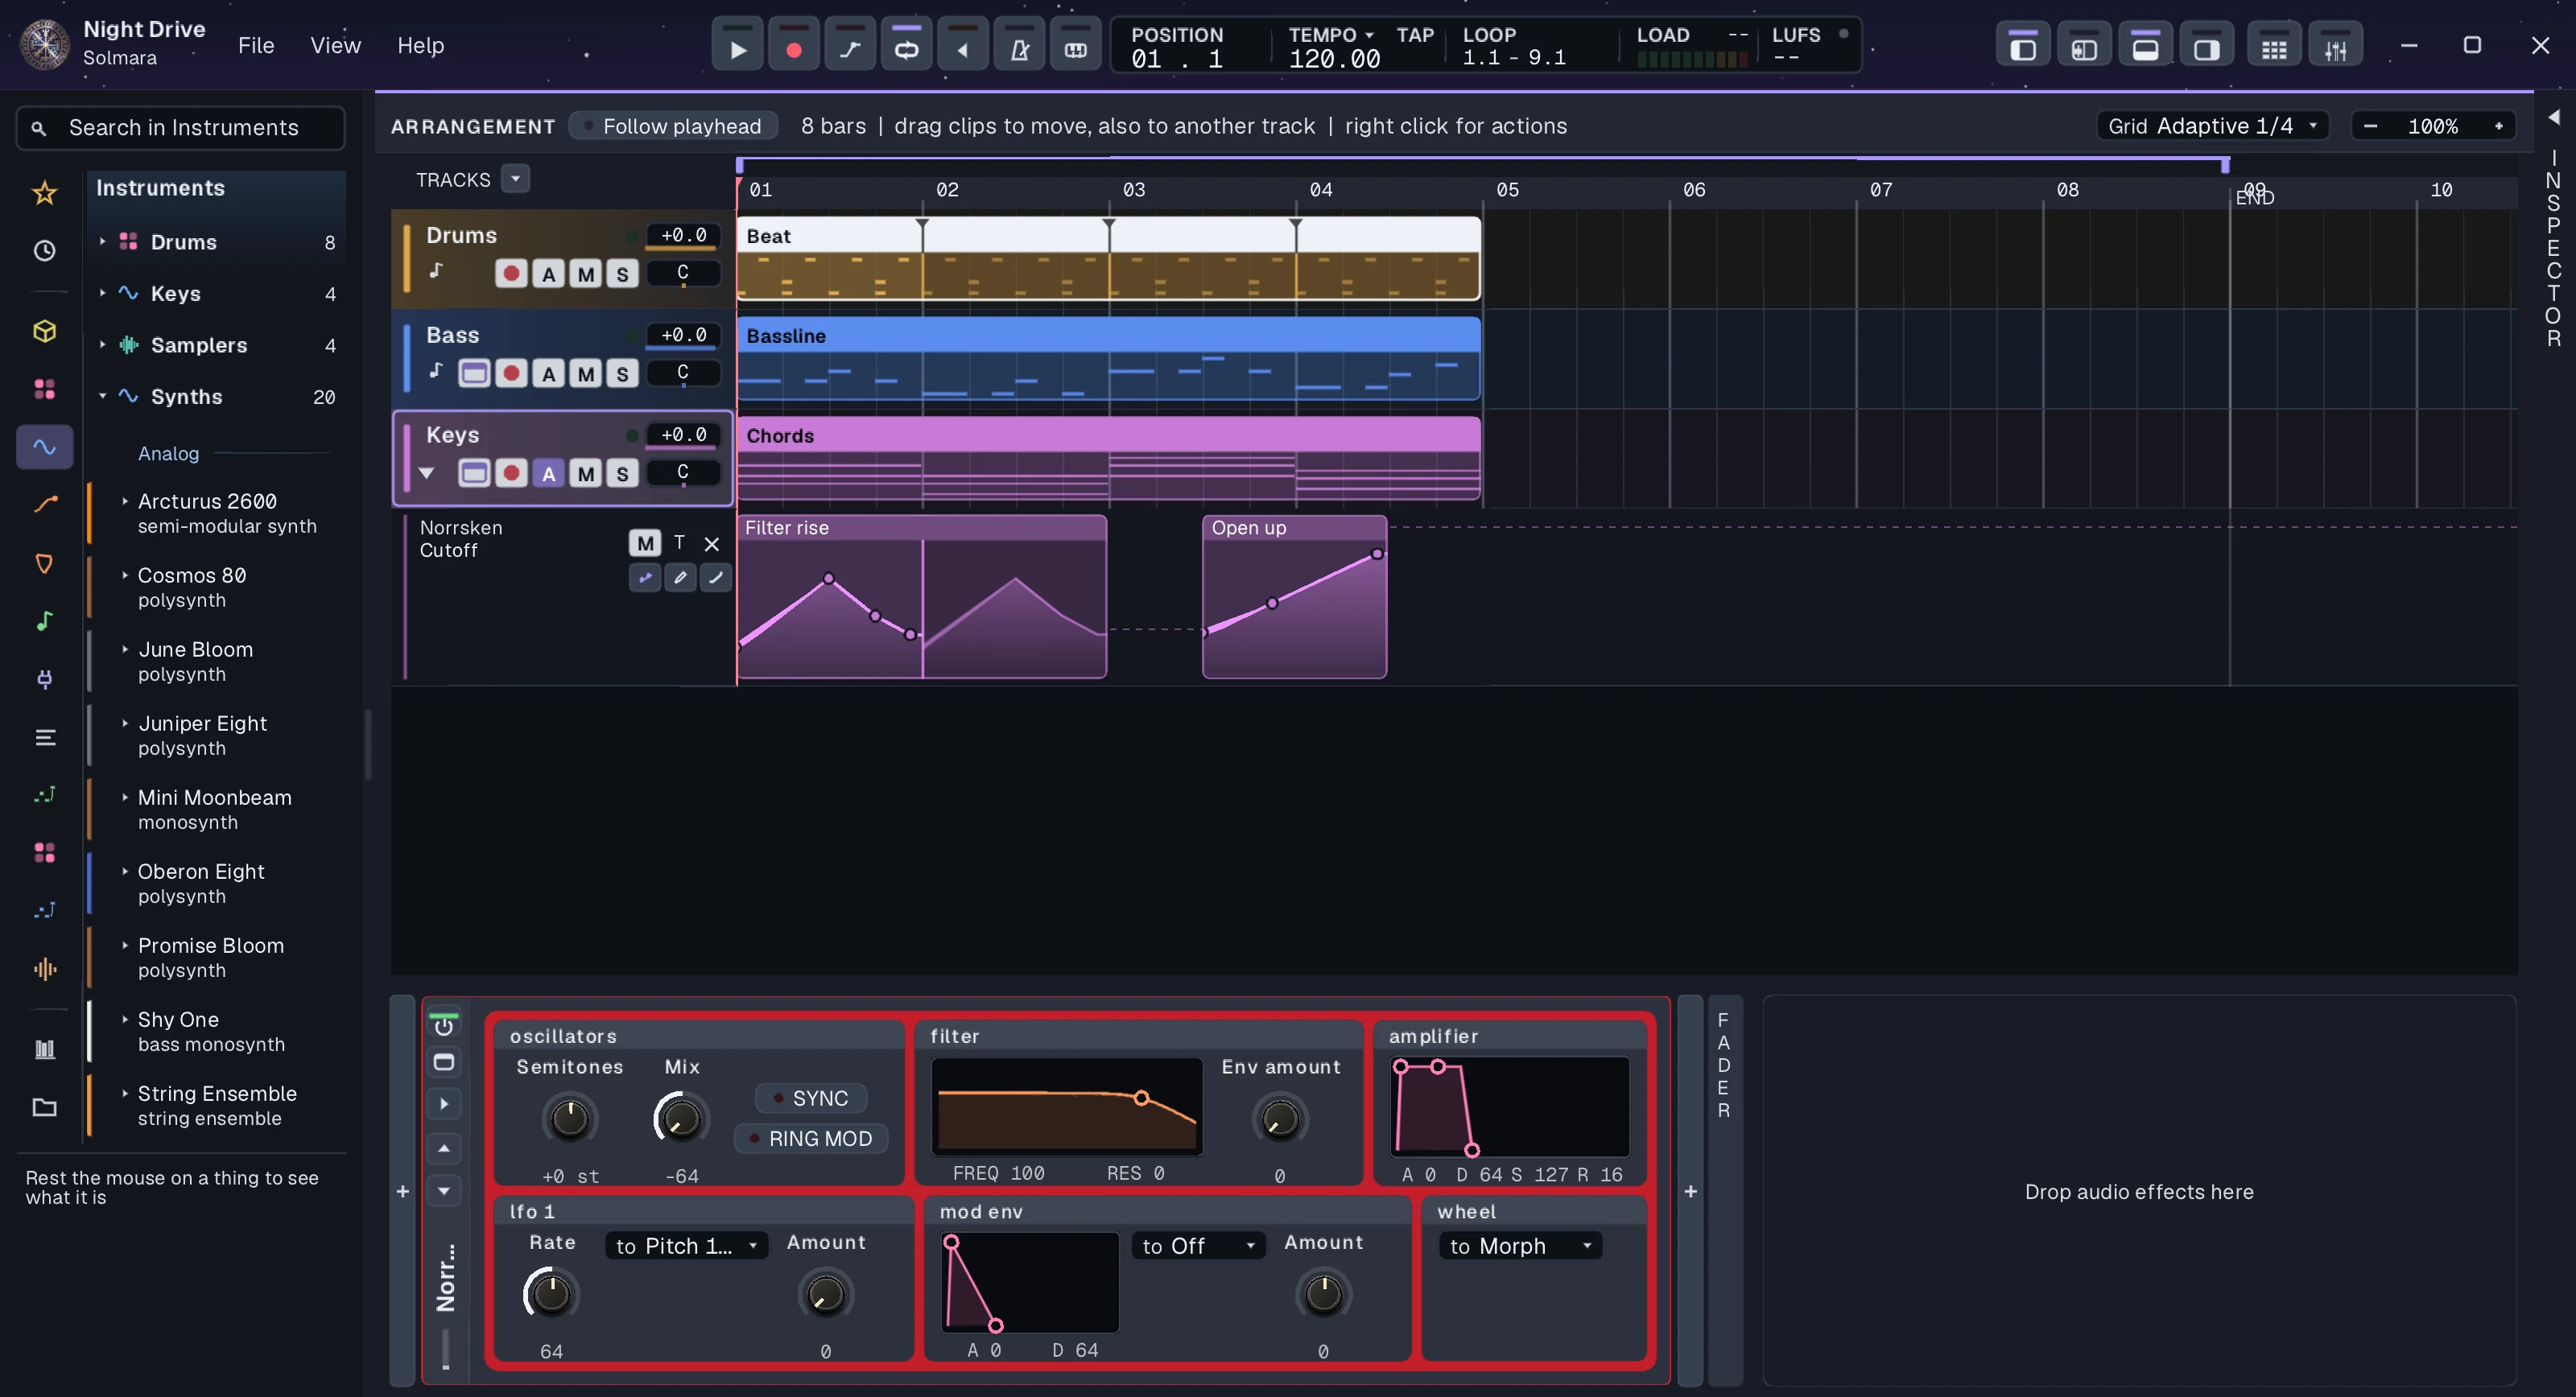 Night Drive
Solmara
File View Help
POSITION
01 . 1
TEMPO TAP
120.00
LOOP
1.1 - 9.1
LOAD --
LUFS
--
Search in Instruments
Instruments
Drums 8
Keys 4
Samplers 4
Synths 20
Analog
Arcturus 2600
semi-modular synth
Cosmos 80
polysynth
June Bloom
polysynth
Juniper Eight
polysynth
Mini Moonbeam
monosynth
Oberon Eight
polysynth
Promise Bloom
polysynth
Shy One
bass monosynth
String Ensemble
string ensemble
Rest the mouse on a thing to see
what it is
ARRANGEMENT Follow playhead 8 bars | drag clips to move, also to another track | right click for actions
Grid Adaptive 1/4 − 100% +
TRACKS
01 02 03 04 05 06 07 08 09 10
END
Drums +0.0
A M S C
Beat
Bass +0.0
A M S C
Bassline
Keys +0.0
A M S C
Chords
Norrsken
Cutoff
M T
Filter rise
Open up
INSPECTOR
+
Norr...
oscillators
Semitones Mix
SYNC
RING MOD
+0 st -64
filter
Env amount
FREQ 100 RES 0 0
amplifier
A 0 D 64 S 127 R 16
lfo 1
Rate to Pitch 1... Amount
64 0
mod env
to Off Amount
A 0 D 64 0
wheel
to Morph
+
FADER
Drop audio effects here